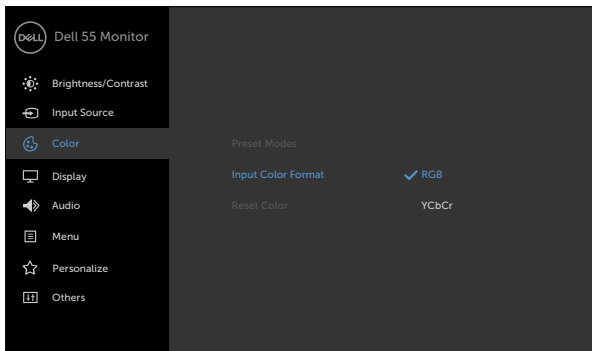 DELL Dell 55 Monitor
Brightness/Contrast
Input Source
Color
Preset Modes
Display
Input Color Format RGB
Audio
Reset Color YCbCr
Menu
Personalize
Others